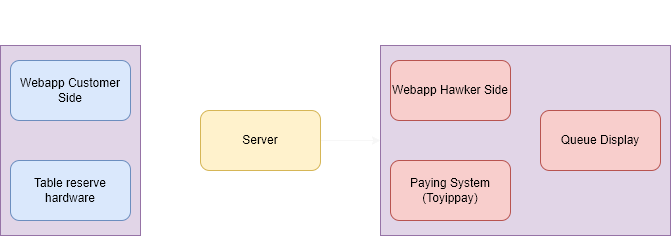 Webapp Customer
Side
Table reserve
hardware
Server
Webapp Hawker Side
Paying System
(Toyippay)
Queue Display